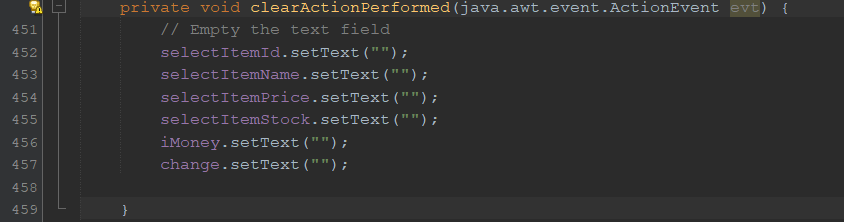 private void clearActionPerformed(java.awt.event.ActionEvent evt) {
451 // Empty the text field
452 selectItemId.setText("");
453 selectItemName.setText("");
454 selectItemPrice.setText("");
455 selectItemStock.setText("");
456 iMoney.setText("");
457 change.setText("");
458
459 }